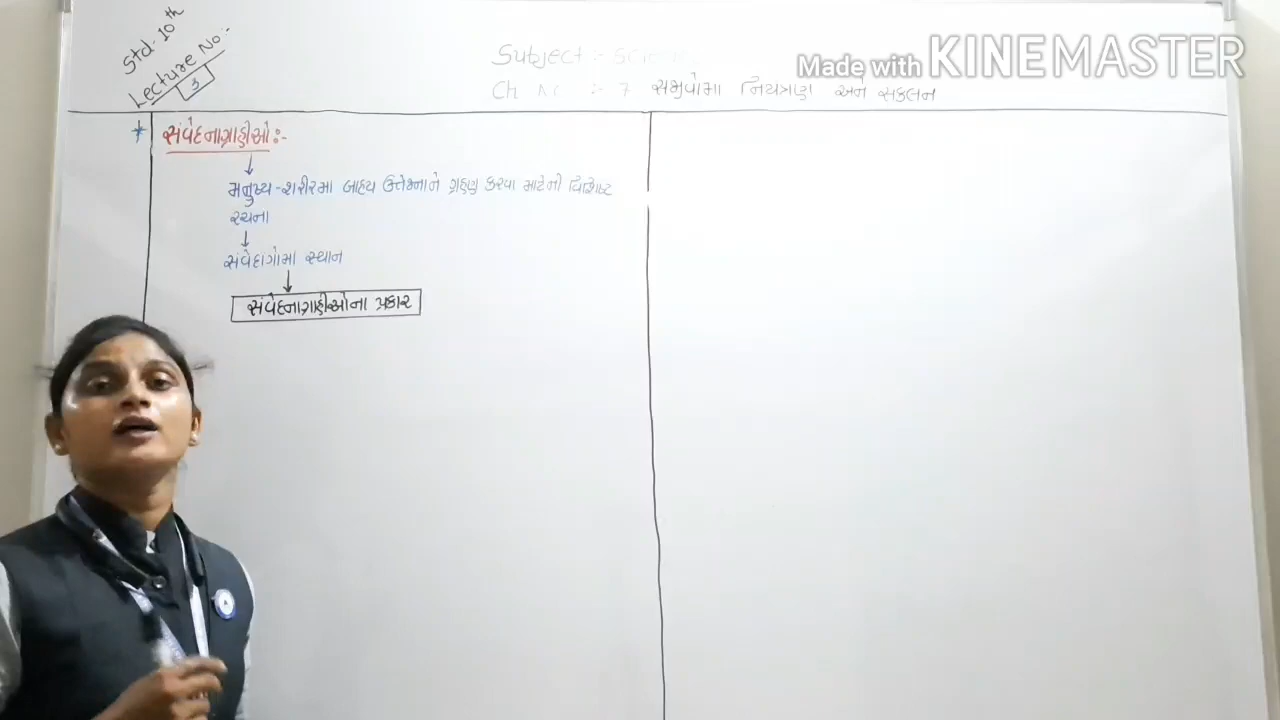 Std:- 10th
Lecture No:-
3
Subject :- Science
Made with KINEMASTER
Ch No :- 7 સજીવોમા નિયંત્રણ અને સંકલન
* સંવેદનાગ્રાહીઓ:-
મનુષ્ય-શરીરમા બાહ્ય ઉત્તેજનાને ગ્રહણ કરવા માટેની વિશિષ્ટ
રચના
સંવેદાગોમા સ્થાન
સંવેદનાગ્રાહીઓના પ્રકાર